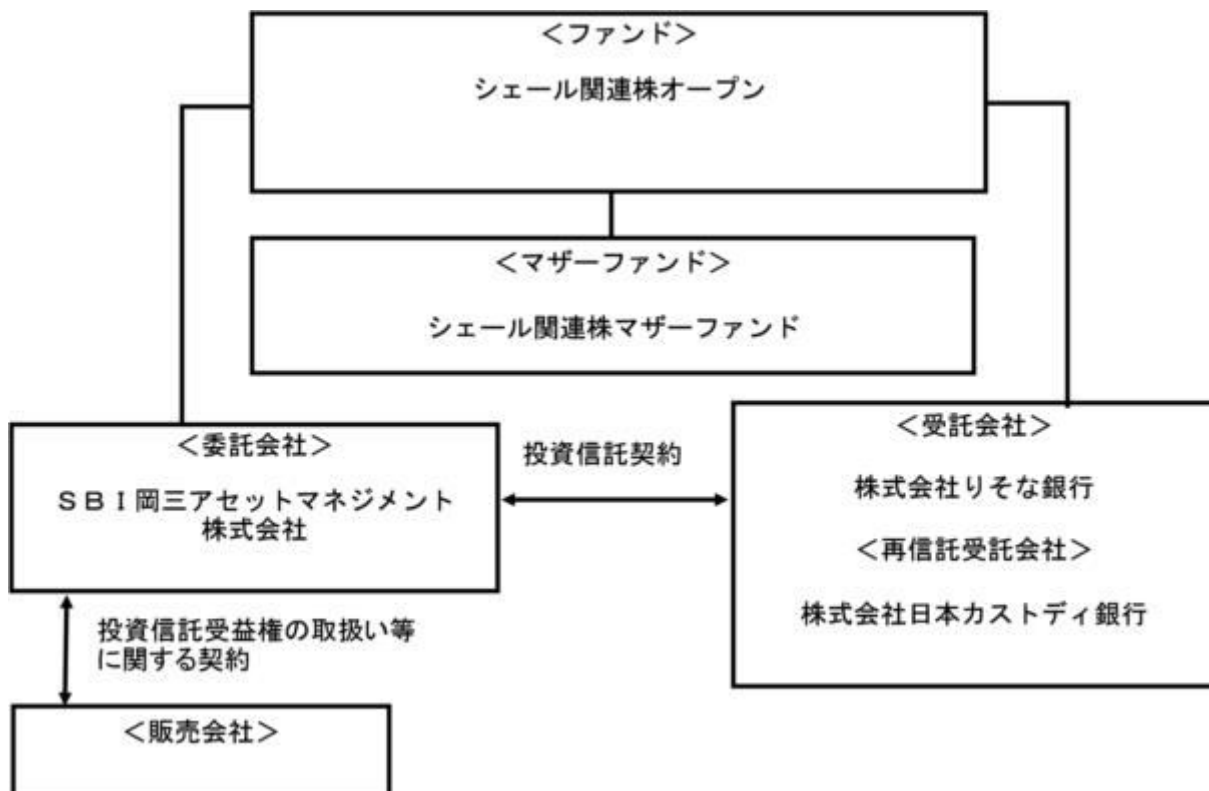 ＜ファンド＞
シェール関連株オープン
＜マザーファンド＞
シェール関連株マザーファンド
＜委託会社＞
ＳＢＩ岡三アセットマネジメント
株式会社
投資信託契約
＜受託会社＞
株式会社りそな銀行
＜再信託受託会社＞
株式会社日本カストディ銀行
投資信託受益権の取扱い等
に関する契約
＜販売会社＞